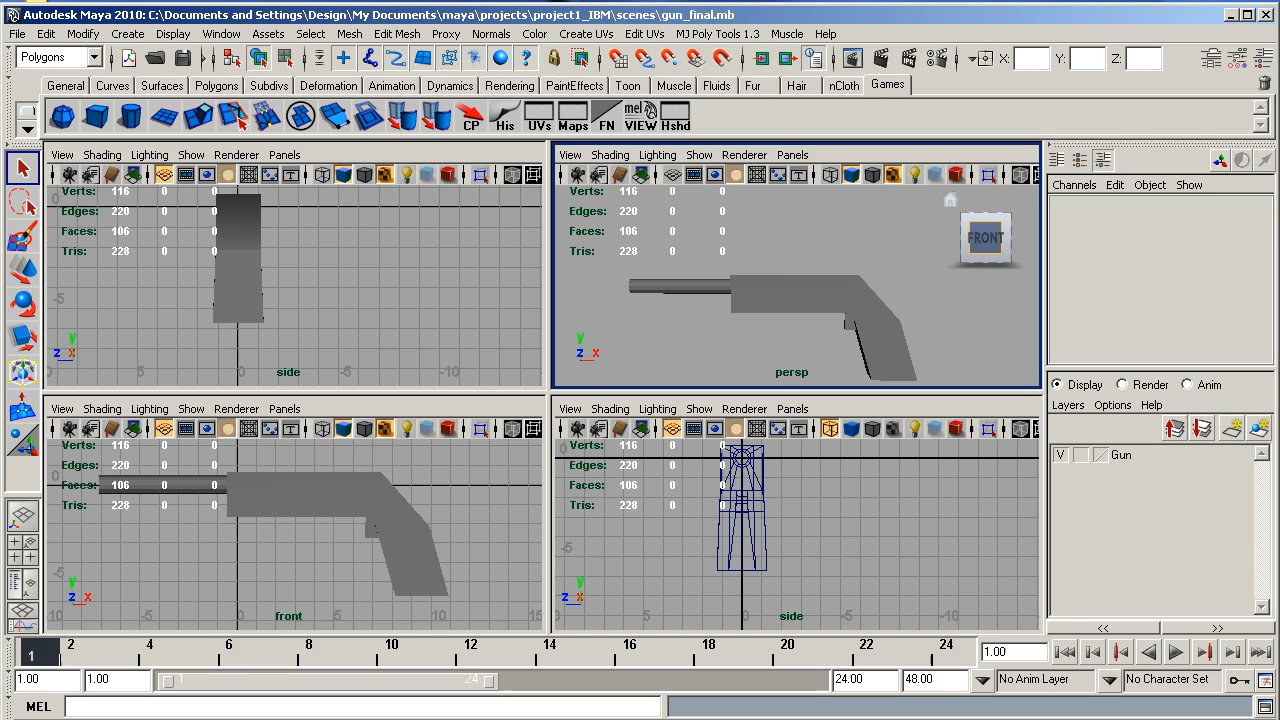 Autodesk Maya 2010: C:\Documents and Settings\Design\My Documents\maya\projects\project1_IBM\scenes\gun_final.mb
File Edit Modify Create Display Window Assets Select Mesh Edit Mesh Proxy Normals Color Create UVs Edit UVs MJ Poly Tools 1.3 Muscle Help
Polygons X: Y: Z:
General Curves Surfaces Polygons Subdivs Deformation Animation Dynamics Rendering PaintEffects Toon Muscle Fluids Fur Hair nCloth Games
CP His UVs Maps FN mel VIEW Hshd
View Shading Lighting Show Renderer Panels
Verts: 116 0 0
Edges: 220 0 0
Faces: 106 0 0
Tris: 228 0 0
0
-5
y
z x
5 0 -5 -10
side
View Shading Lighting Show Renderer Panels
Verts: 116 0 0
Edges: 220 0 0
Faces: 106 0 0
Tris: 228 0 0
FRONT
y
z x
persp
Channels Edit Object Show
Display Render Anim
Layers Options Help
V Gun
View Shading Lighting Show Renderer Panels
Verts: 116 0 0
Edges: 220 0 0
Faces: 106 0 0
Tris: 228 0 0
0
-5
y
z x
-10 -5 0 5 10 15
front
View Shading Lighting Show Renderer Panels
Verts: 116 0 0
Edges: 220 0 0
Faces: 106 0 0
Tris: 228 0 0
0
-5
y
z x
5 0 -5 -10
side
<< >>
1 2 4 6 8 10 12 14 16 18 20 22 24 1.00
1.00 1.00 1 24 24.00 48.00 No Anim Layer No Character Set
MEL